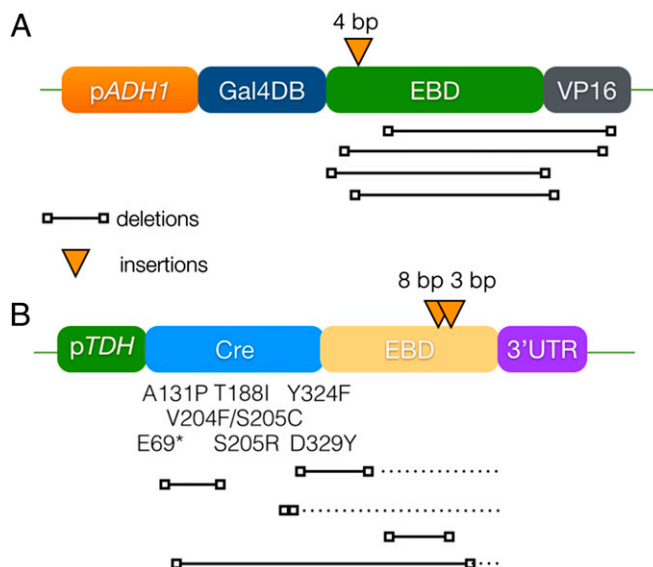 A
4 bp
pADH1 Gal4DB EBD VP16
deletions
insertions
8 bp 3 bp
B
pTDH Cre EBD 3'UTR
A131P T188I Y324F
V204F/S205C
E69* S205R D329Y